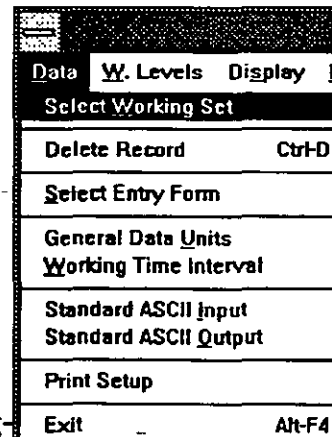 Data W. Levels Display
Select Working Set
Delete Record Ctrl-D
Select Entry Form
General Data Units
Working Time Interval
Standard ASCII Input
Standard ASCII Output
Print Setup
Exit Alt-F4